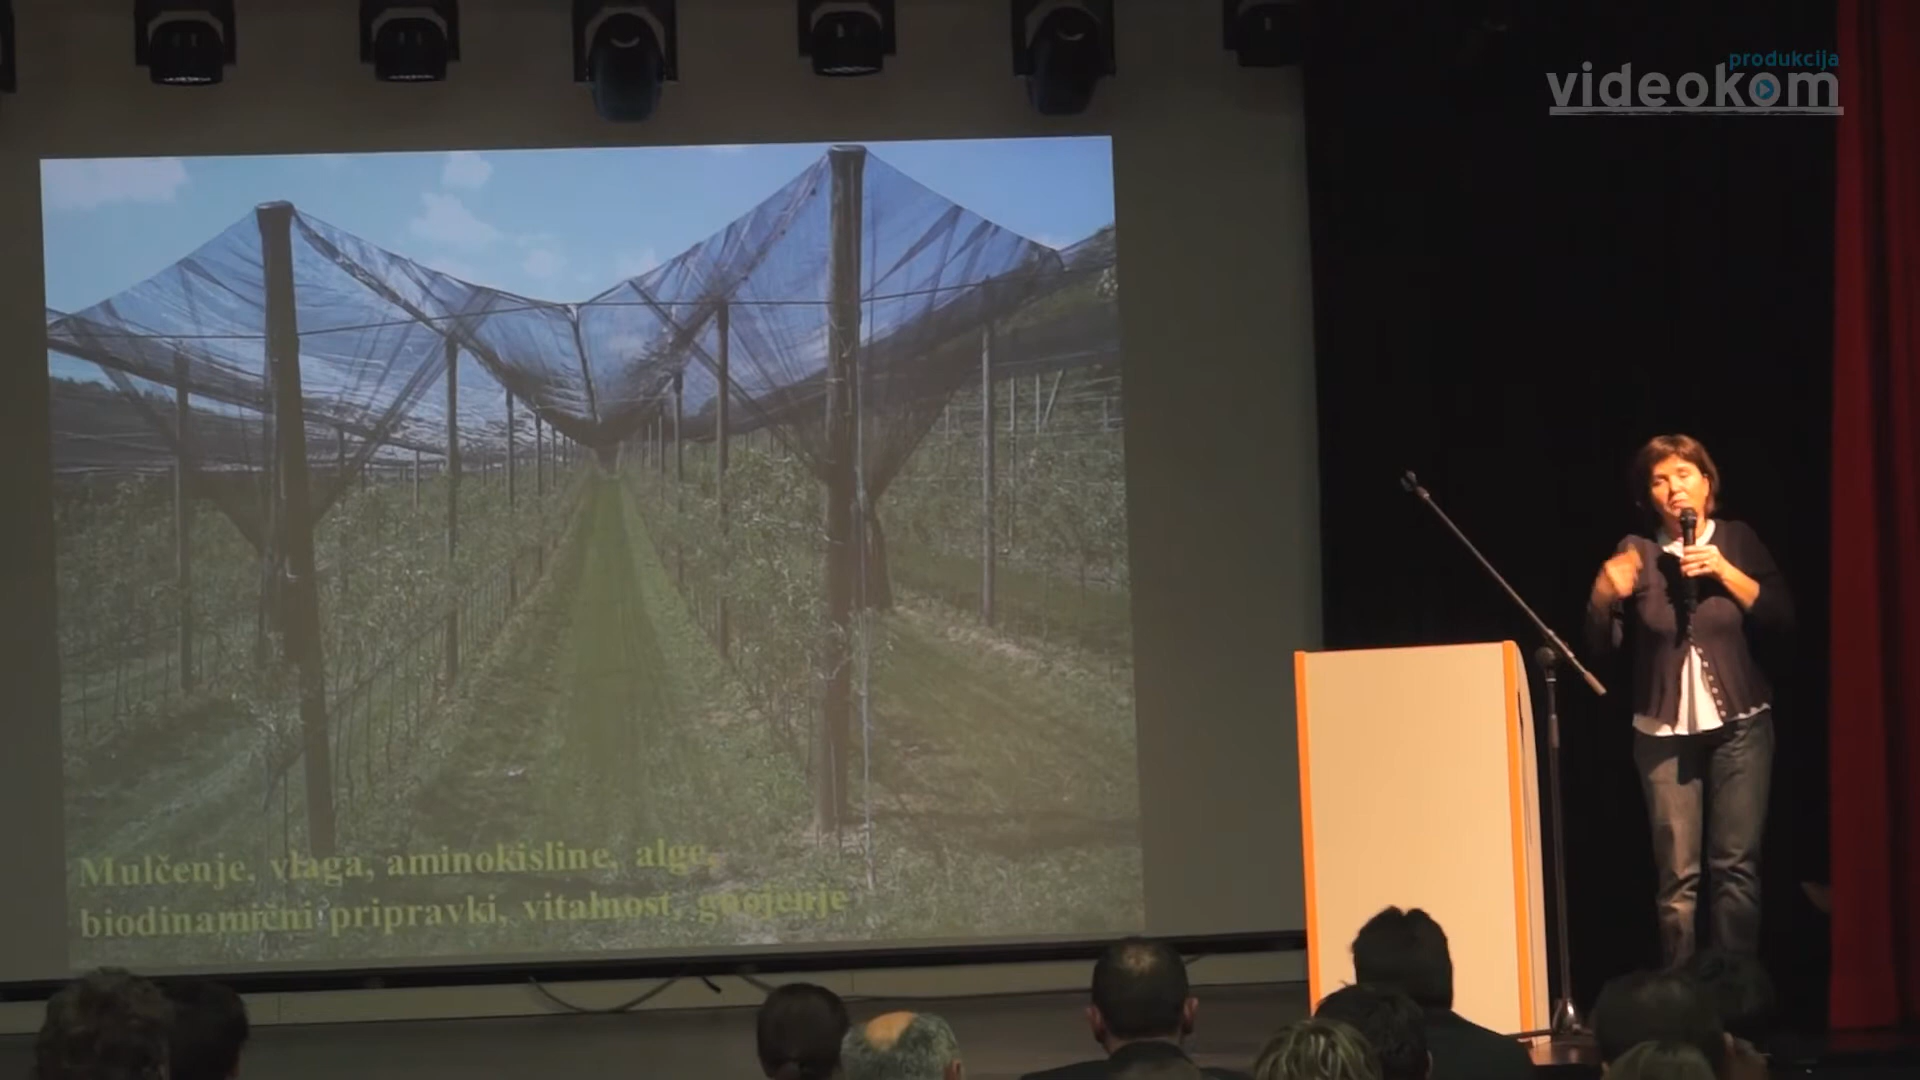 produkcija
videokom
Mulčenje, vlaga, aminokisline, alge,
biodinamični pripravki, vitalnost, gnojenje